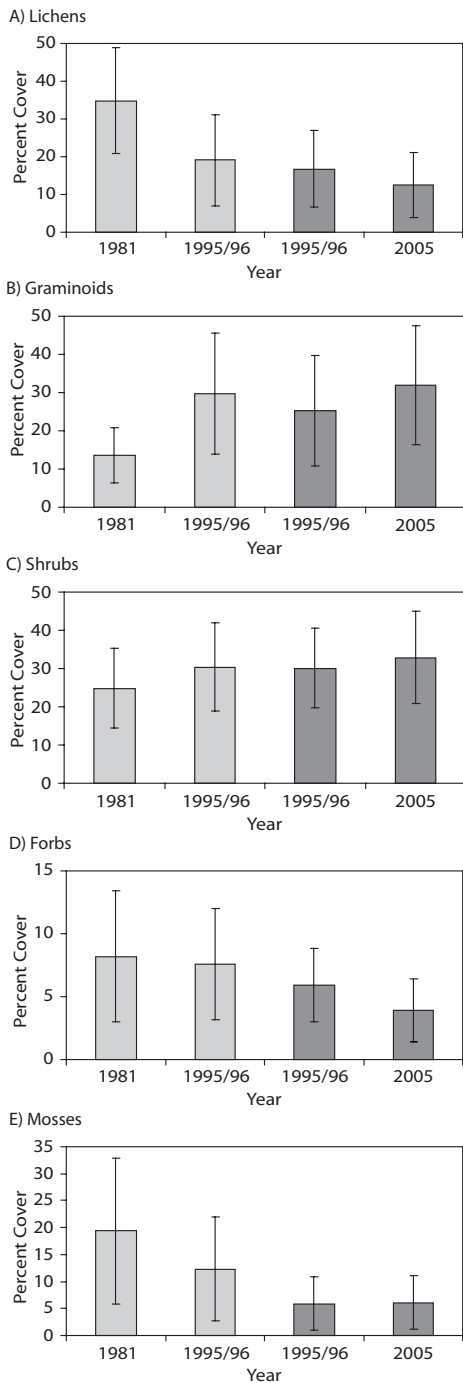 A) Lichens
Percent Cover
50
40
30
20
10
0
1981 1995/96 1995/96 2005
Year
B) Graminoids
Percent Cover
50
40
30
20
10
0
1981 1995/96 1995/96 2005
Year
C) Shrubs
Percent Cover
50
40
30
20
10
0
1981 1995/96 1995/96 2005
Year
D) Forbs
Percent Cover
15
10
5
0
1981 1995/96 1995/96 2005
Year
E) Mosses
Percent Cover
35
30
25
20
15
10
5
0
1981 1995/96 1995/96 2005
Year